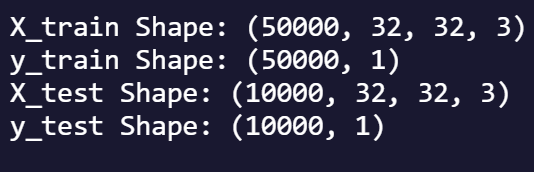 X_train Shape: (50000, 32, 32, 3)
y_train Shape: (50000, 1)
X_test Shape: (10000, 32, 32, 3)
y_test Shape: (10000, 1)